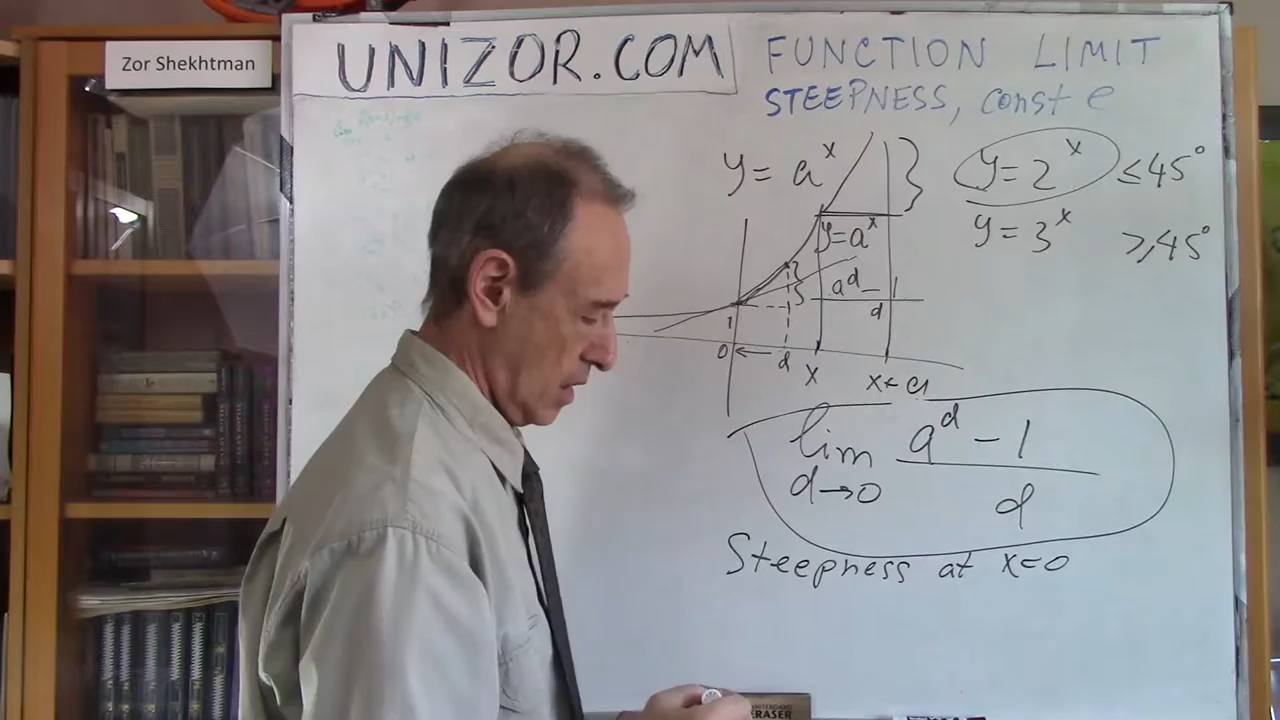 Zor Shekhtman
UNIZOR.COM
FUNCTION LIMIT
STEEPNESS, const e
y = a^x
y = 2^x ≤ 45°
y = 3^x ≥ 45°
y = a^x
a^d –
1
d
0 ← d x
lim d→0 a^d – 1 / d
Steepness at x=0
ERASER